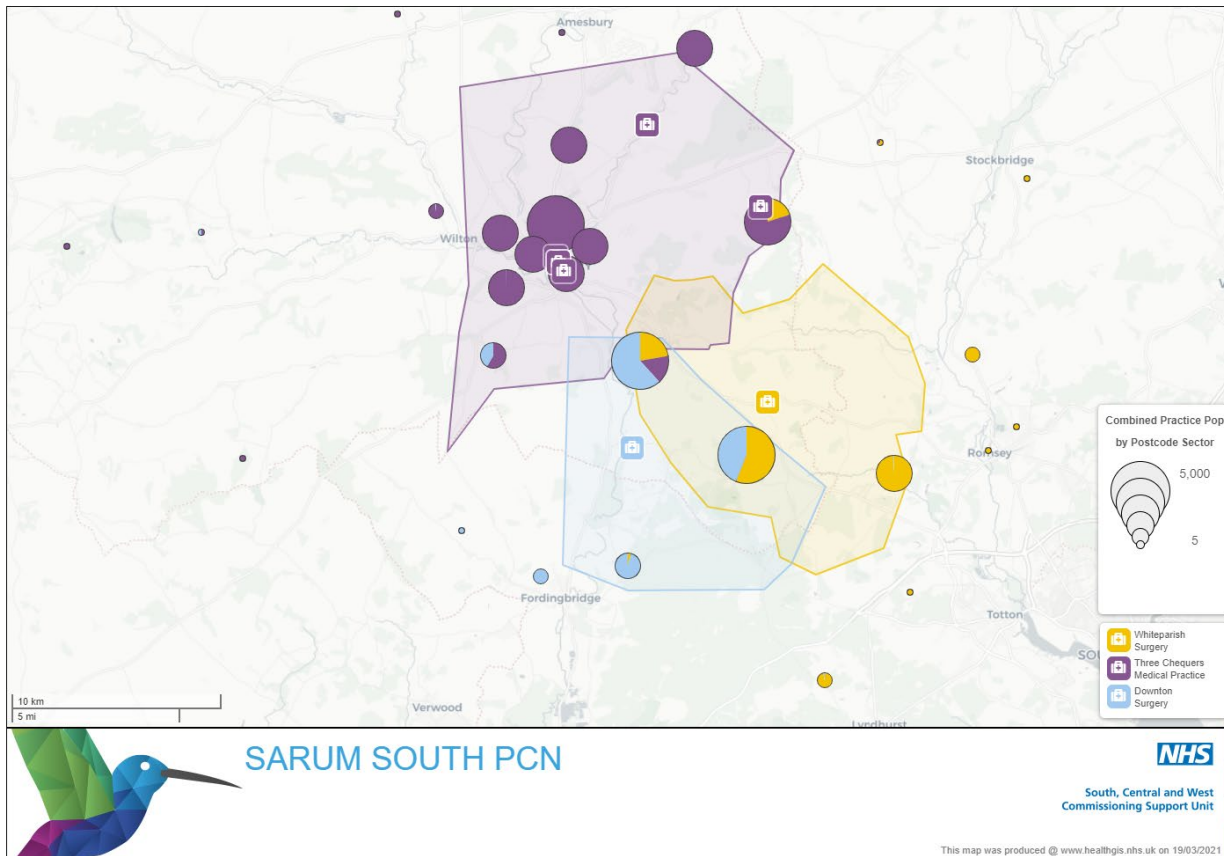 Amesbury
Stockbridge
Wilton
Romsey
Fordingbridge
Totton
SOU
Verwood
Lyndhurst
10 km
5 mi
Combined Practice Pop
by Postcode Sector
5,000
5
Whiteparish
Surgery
Three Chequers
Medical Practice
Downton
Surgery
SARUM SOUTH PCN
NHS
South, Central and West
Commissioning Support Unit
This map was produced @ www.healthgis.nhs.uk on 19/03/2021